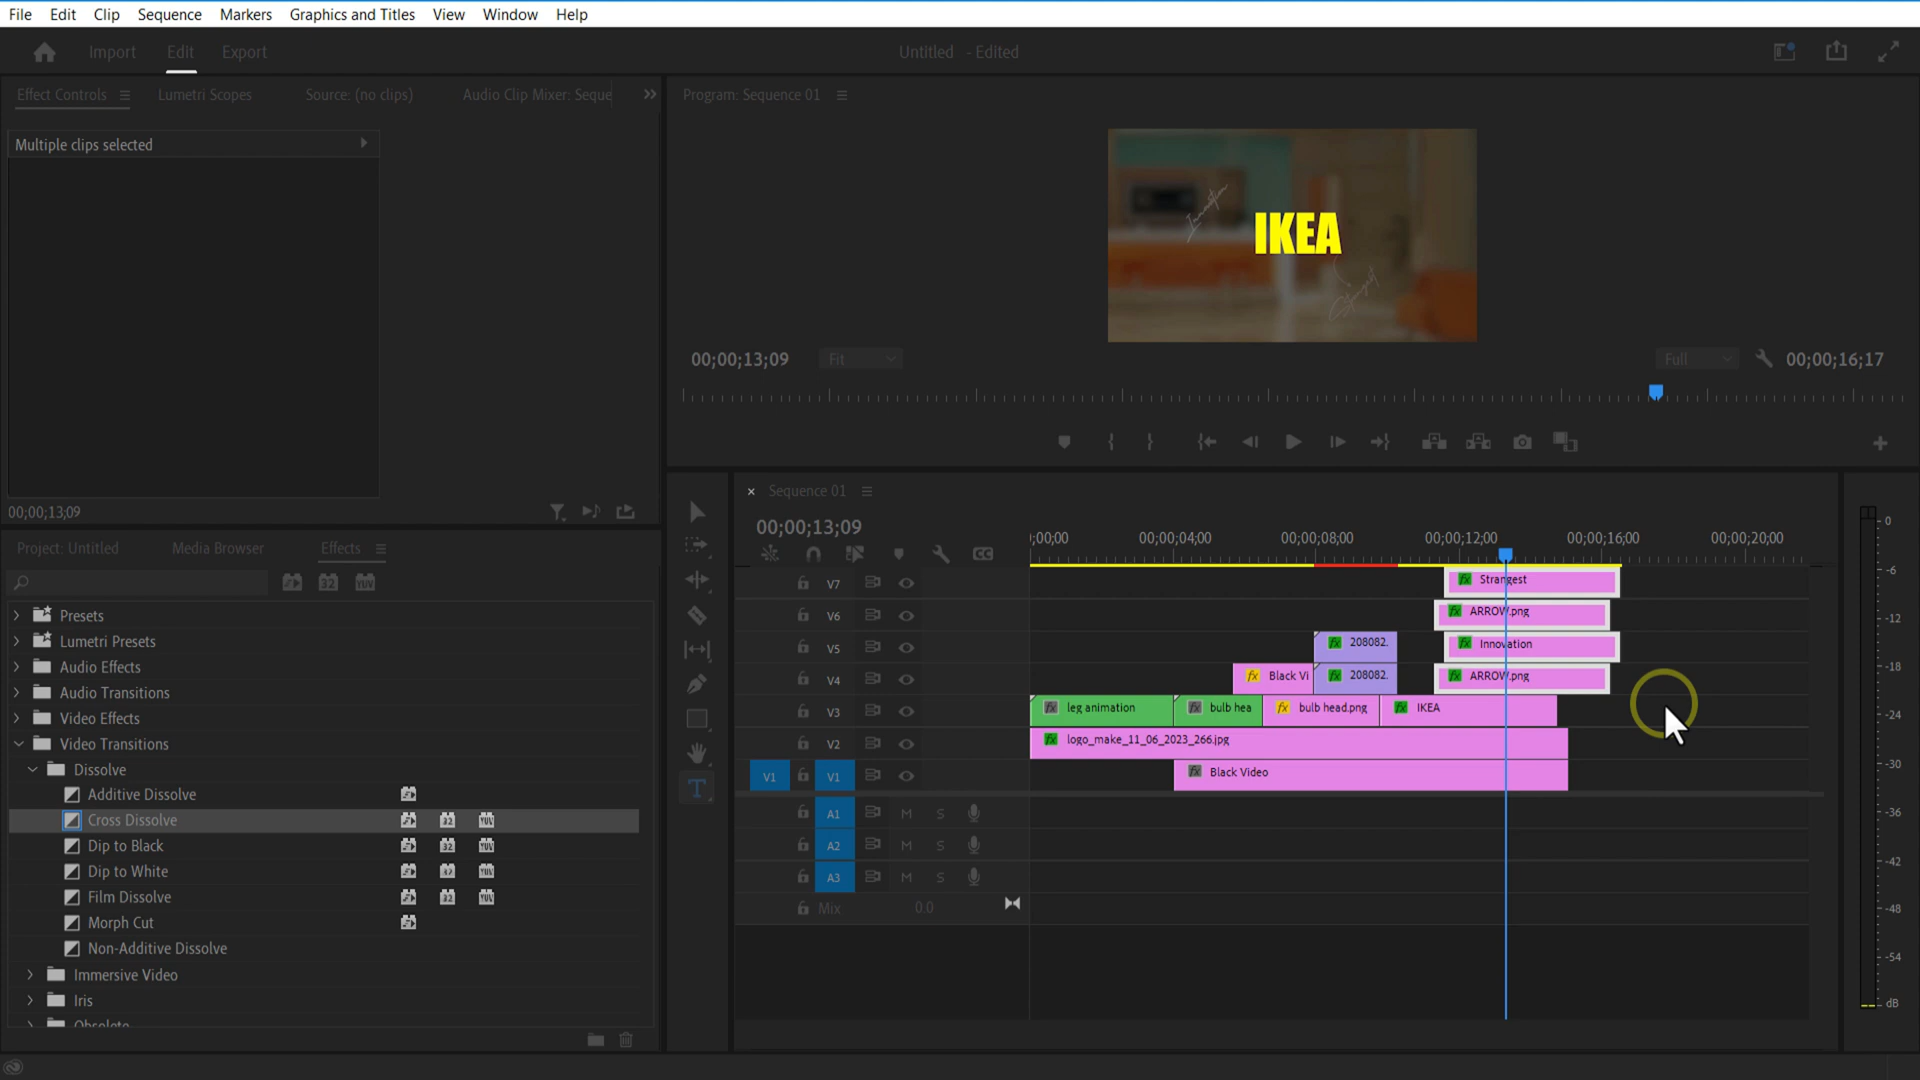 File Edit Clip Sequence Markers Graphics and Titles View Window Help
Import Edit Export Untitled - Edited
Effect Controls Lumetri Scopes Source: (no clips) Audio Clip Mixer: Seque
Program: Sequence 01
Multiple clips selected
Innovation
IKEA
Strangest
00;00;13;09 Fit Full 00;00;16;17
00;00;13;09
Sequence 01
00;00;13;09
;00;00 00;00;04;00 00;00;08;00 00;00;12;00 00;00;16;00 00;00;20;00
Project: Untitled Media Browser Effects
Presets
Lumetri Presets
Audio Effects
Audio Transitions
Video Effects
Video Transitions
Dissolve
Additive Dissolve
Cross Dissolve
Dip to Black
Dip to White
Film Dissolve
Morph Cut
Non-Additive Dissolve
Immersive Video
Iris
Obsolete
V7 Strangest
V6 ARROW.png
V5 208082. Innovation
V4 Black Vi 208082. ARROW.png
V3 leg animation bulb hea bulb head.png IKEA
V2 logo_make_11_06_2023_266.jpg
V1 V1 Black Video
A1 M S
A2 M S
A3 M S
Mix 0.0
0
-6
-12
-18
-24
-30
-36
-42
-48
-54
dB